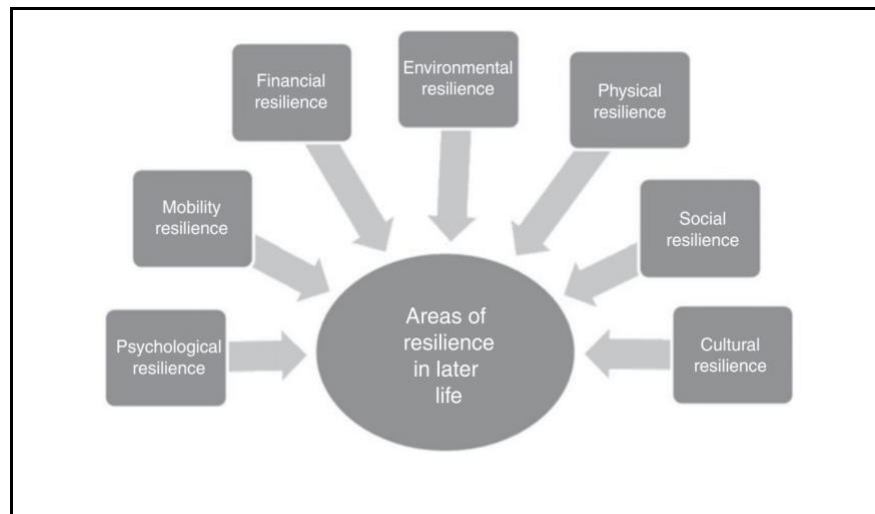 Psychological
resilience
Mobility
resilience
Financial
resilience
Environmental
resilience
Physical
resilience
Social
resilience
Cultural
resilience
Areas of
resilience
in later
life